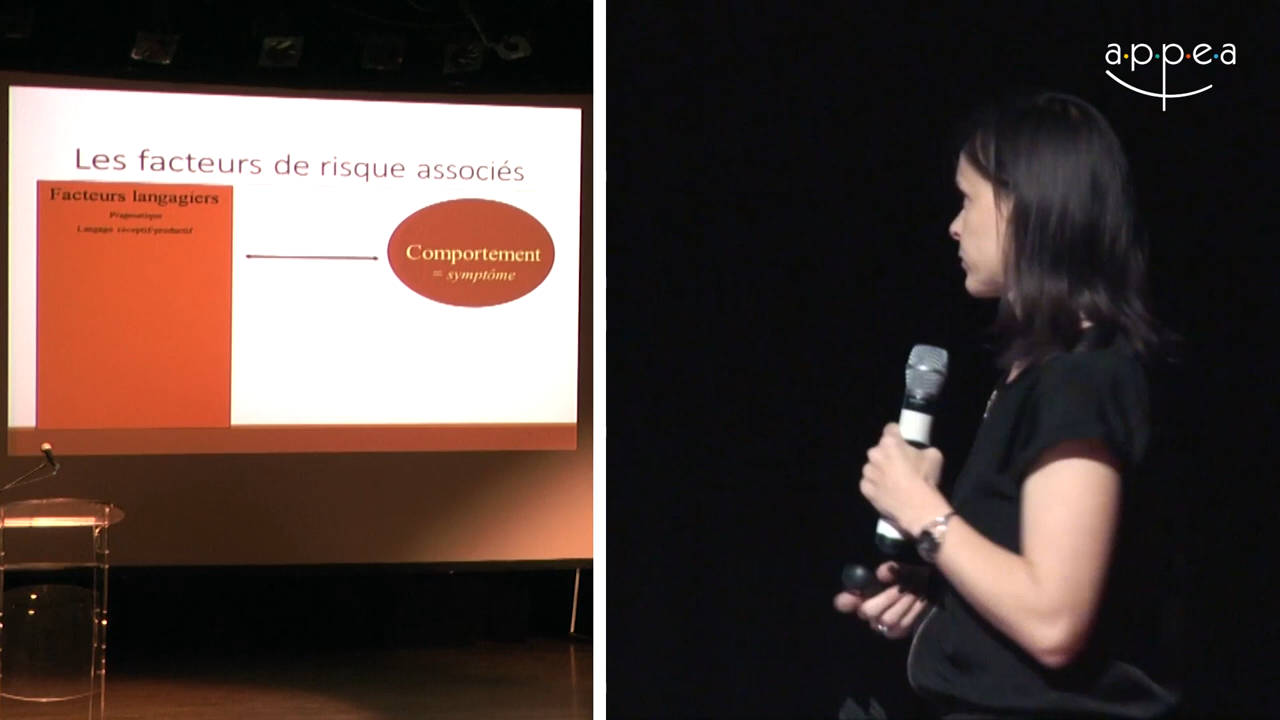 Les facteurs de risque associés
Facteurs langagiers
Pragmatique
Langage réceptif/productif
Comportement
= symptôme
a·p·p·e·a